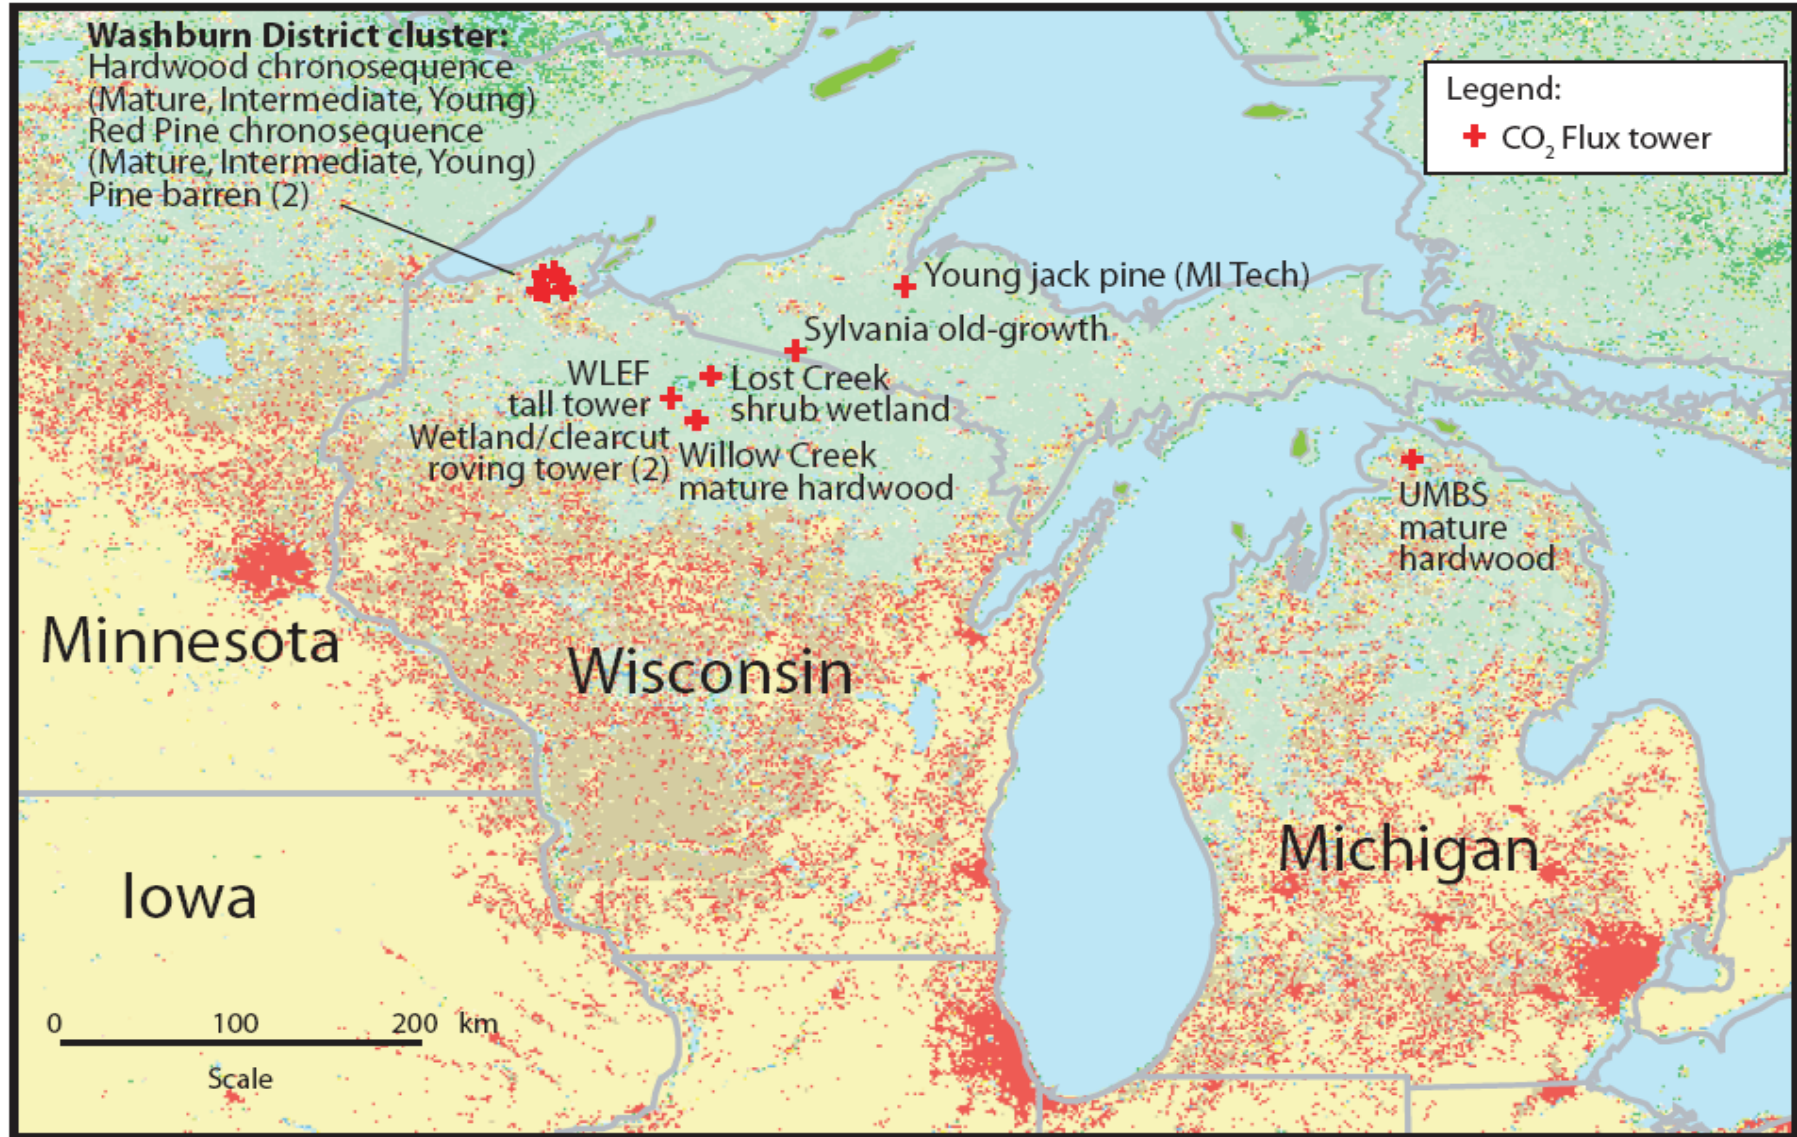 Washburn District cluster:
Hardwood chronosequence
(Mature, Intermediate, Young)
Red Pine chronosequence
(Mature, Intermediate, Young)
Pine barren (2)
Legend:
CO2 Flux tower
Young jack pine (MI Tech)
Sylvania old-growth
WLEF
tall tower
Lost Creek
shrub wetland
Wetland/clearcut
roving tower (2)
Willow Creek
mature hardwood
UMBS
mature
hardwood
Minnesota
Wisconsin
Michigan
Iowa
0 100 200 km
Scale